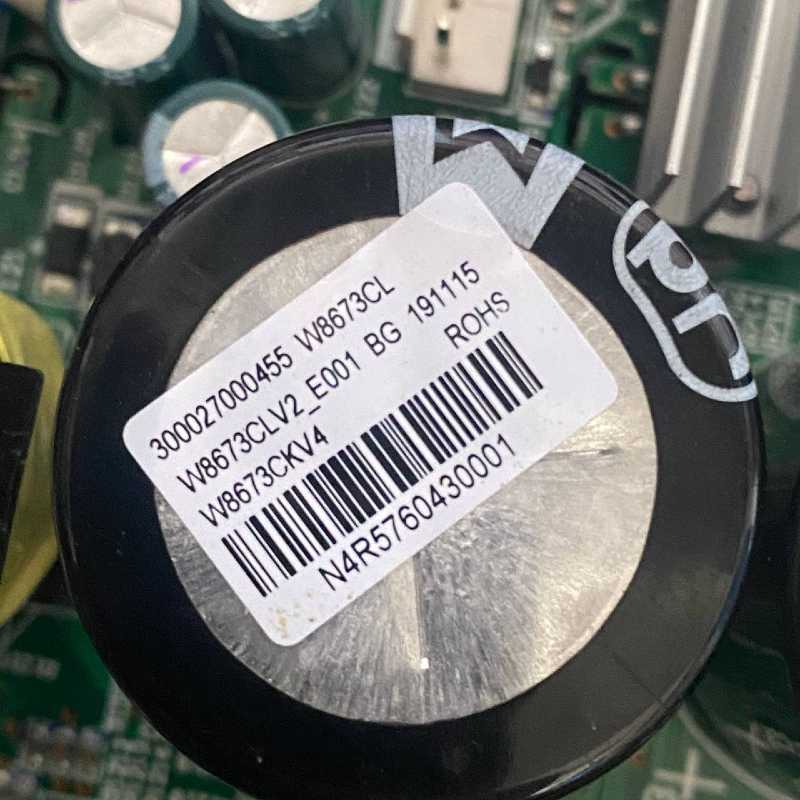 300027000455 W8673CL
W8673CLV2_E001 BG 191115
W8673CKV4 ROHS
N4R5760430001